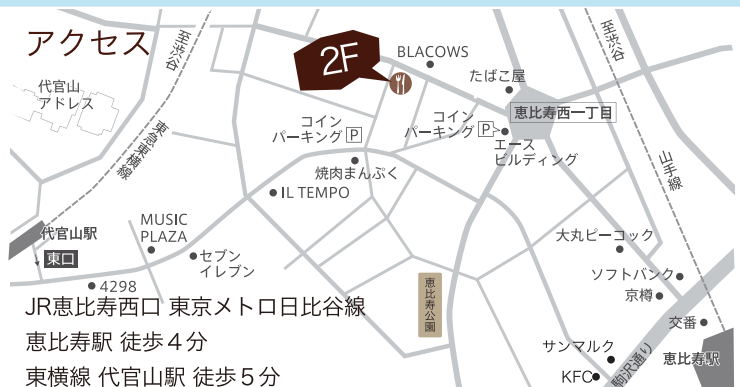 アクセス
至渋谷
2F
BLACOWS
至渋谷
たばこ屋
代官山
アドレス
コイン
パーキング P
コイン
パーキング P
恵比寿西一丁目
エース
ビルディング
東急東横線
焼肉まんぷく
IL TEMPO
山手線
MUSIC
PLAZA
代官山駅
東口
セブン
イレブン
大丸ピーコック
4298
恵比寿公園
ソフトバンク
京樽
交番
サンマルク
駒沢通り
恵比寿駅
KFC
JR恵比寿西口 東京メトロ日比谷線
恵比寿駅 徒歩4分
東横線 代官山駅 徒歩5分